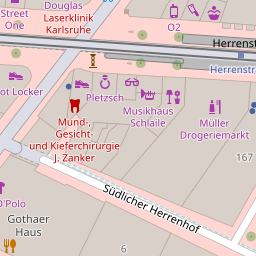 Douglas
Street
One
Laserklinik
Karlsruhe
O2
Herrenstr
Herrenstra
ot Locker
Pletzsch
Musikhaus
Schlaile
Müller
Drogeriemarkt
Mund-,
Gesicht-
und Kieferchirurgie
J. Zanker
167
Südlicher Herrenhof
O'Polo
Gothaer
Haus
6